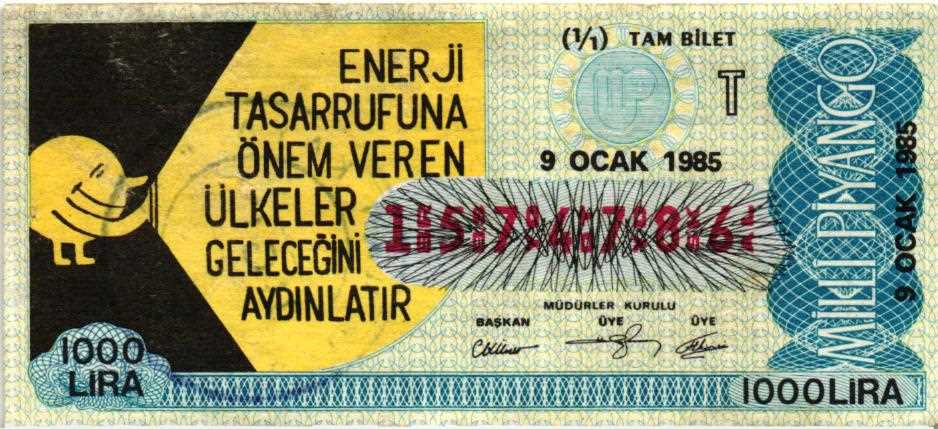 ENERJİ
TASARRUFUNA
ÖNEM VEREN
ÜLKELER
GELECEĞİNİ
AYDINLATIR
1000
LİRA
(1/1) TAM BİLET
T
MP
9 OCAK 1985
1 5 7 4 7 8 6
MÜDÜRLER KURULU
BAŞKAN ÜYE ÜYE
1000 LİRA
MİLLİ PİYANGO
9 OCAK 1985